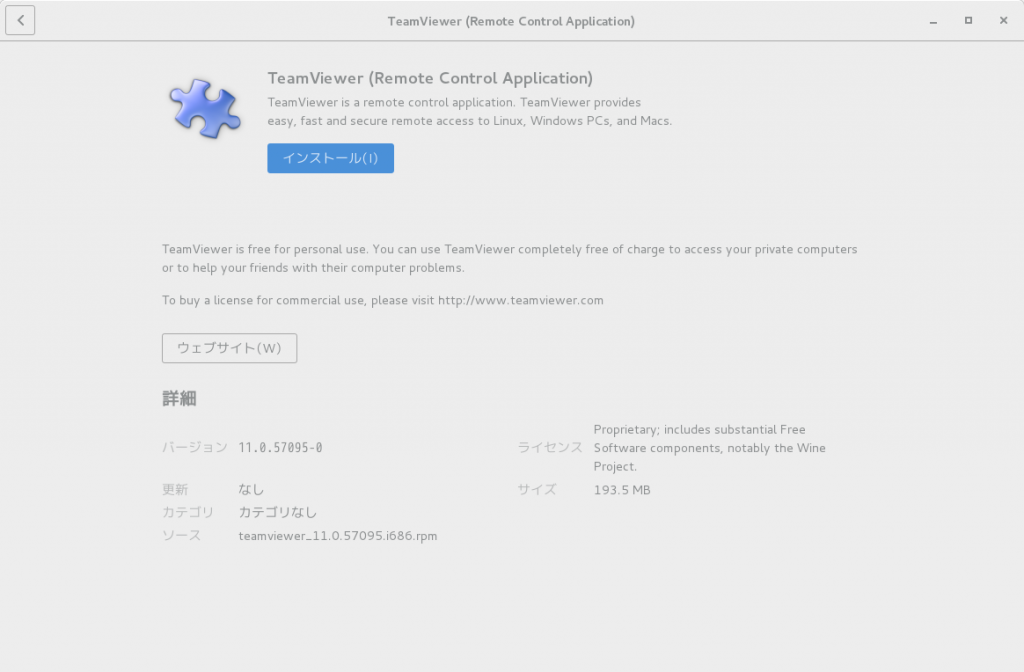 TeamViewer (Remote Control Application)
TeamViewer (Remote Control Application)
TeamViewer is a remote control application. TeamViewer provides
easy, fast and secure remote access to Linux, Windows PCs, and Macs.
インストール(I)
TeamViewer is free for personal use. You can use TeamViewer completely free of charge to access your private computers
or to help your friends with their computer problems.
To buy a license for commercial use, please visit http://www.teamviewer.com
ウェブサイト(W)
詳細
バージョン 11.0.57095-0
ライセンス Proprietary; includes substantial Free
Software components, notably the Wine
Project.
更新 なし
サイズ 193.5 MB
カテゴリ カテゴリなし
ソース teamviewer_11.0.57095.i686.rpm